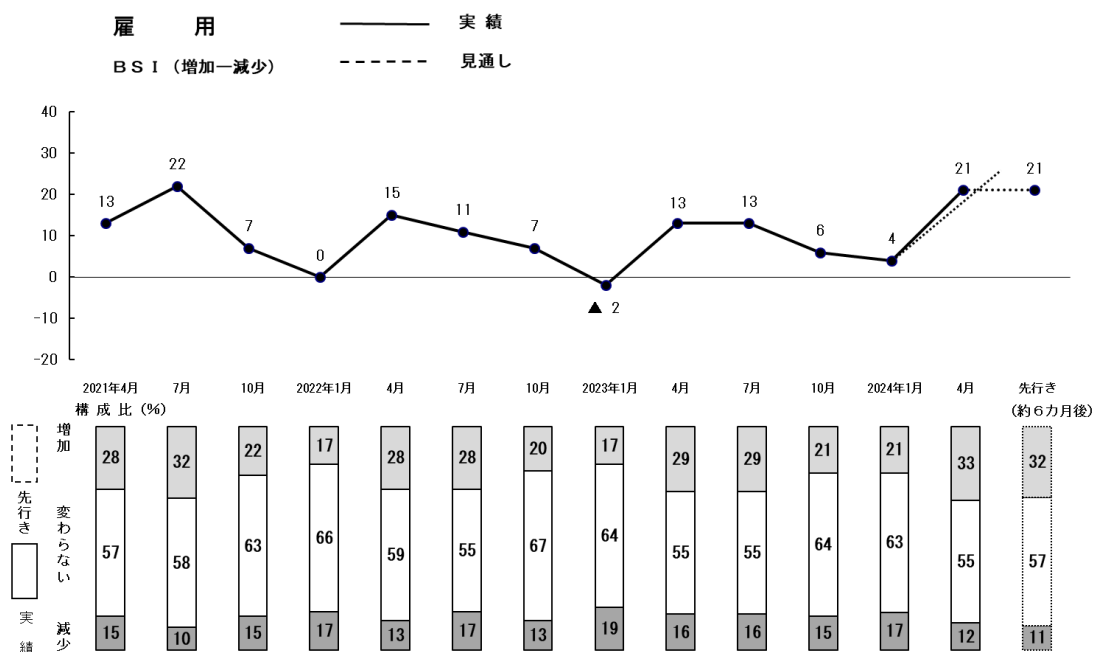 雇 用
実 績
ＢＳＩ（増加－減少）
見通し
40
30
20
10
0
-10
-20
13 22 7 0 15 11 7 ▲ 2 13 13 6 4 21 21
2021年4月 7月 10月 2022年1月 4月 7月 10月 2023年1月 4月 7月 10月 2024年1月 4月 先行き
構 成 比（％） (約６カ月後)
増加
28 32 22 17 28 28 20 17 29 29 21 21 33 32
先行き
変わらない
57 58 63 66 59 55 67 64 55 55 64 63 55 57
実績
減少
15 10 15 17 13 17 13 19 16 16 15 17 12 11